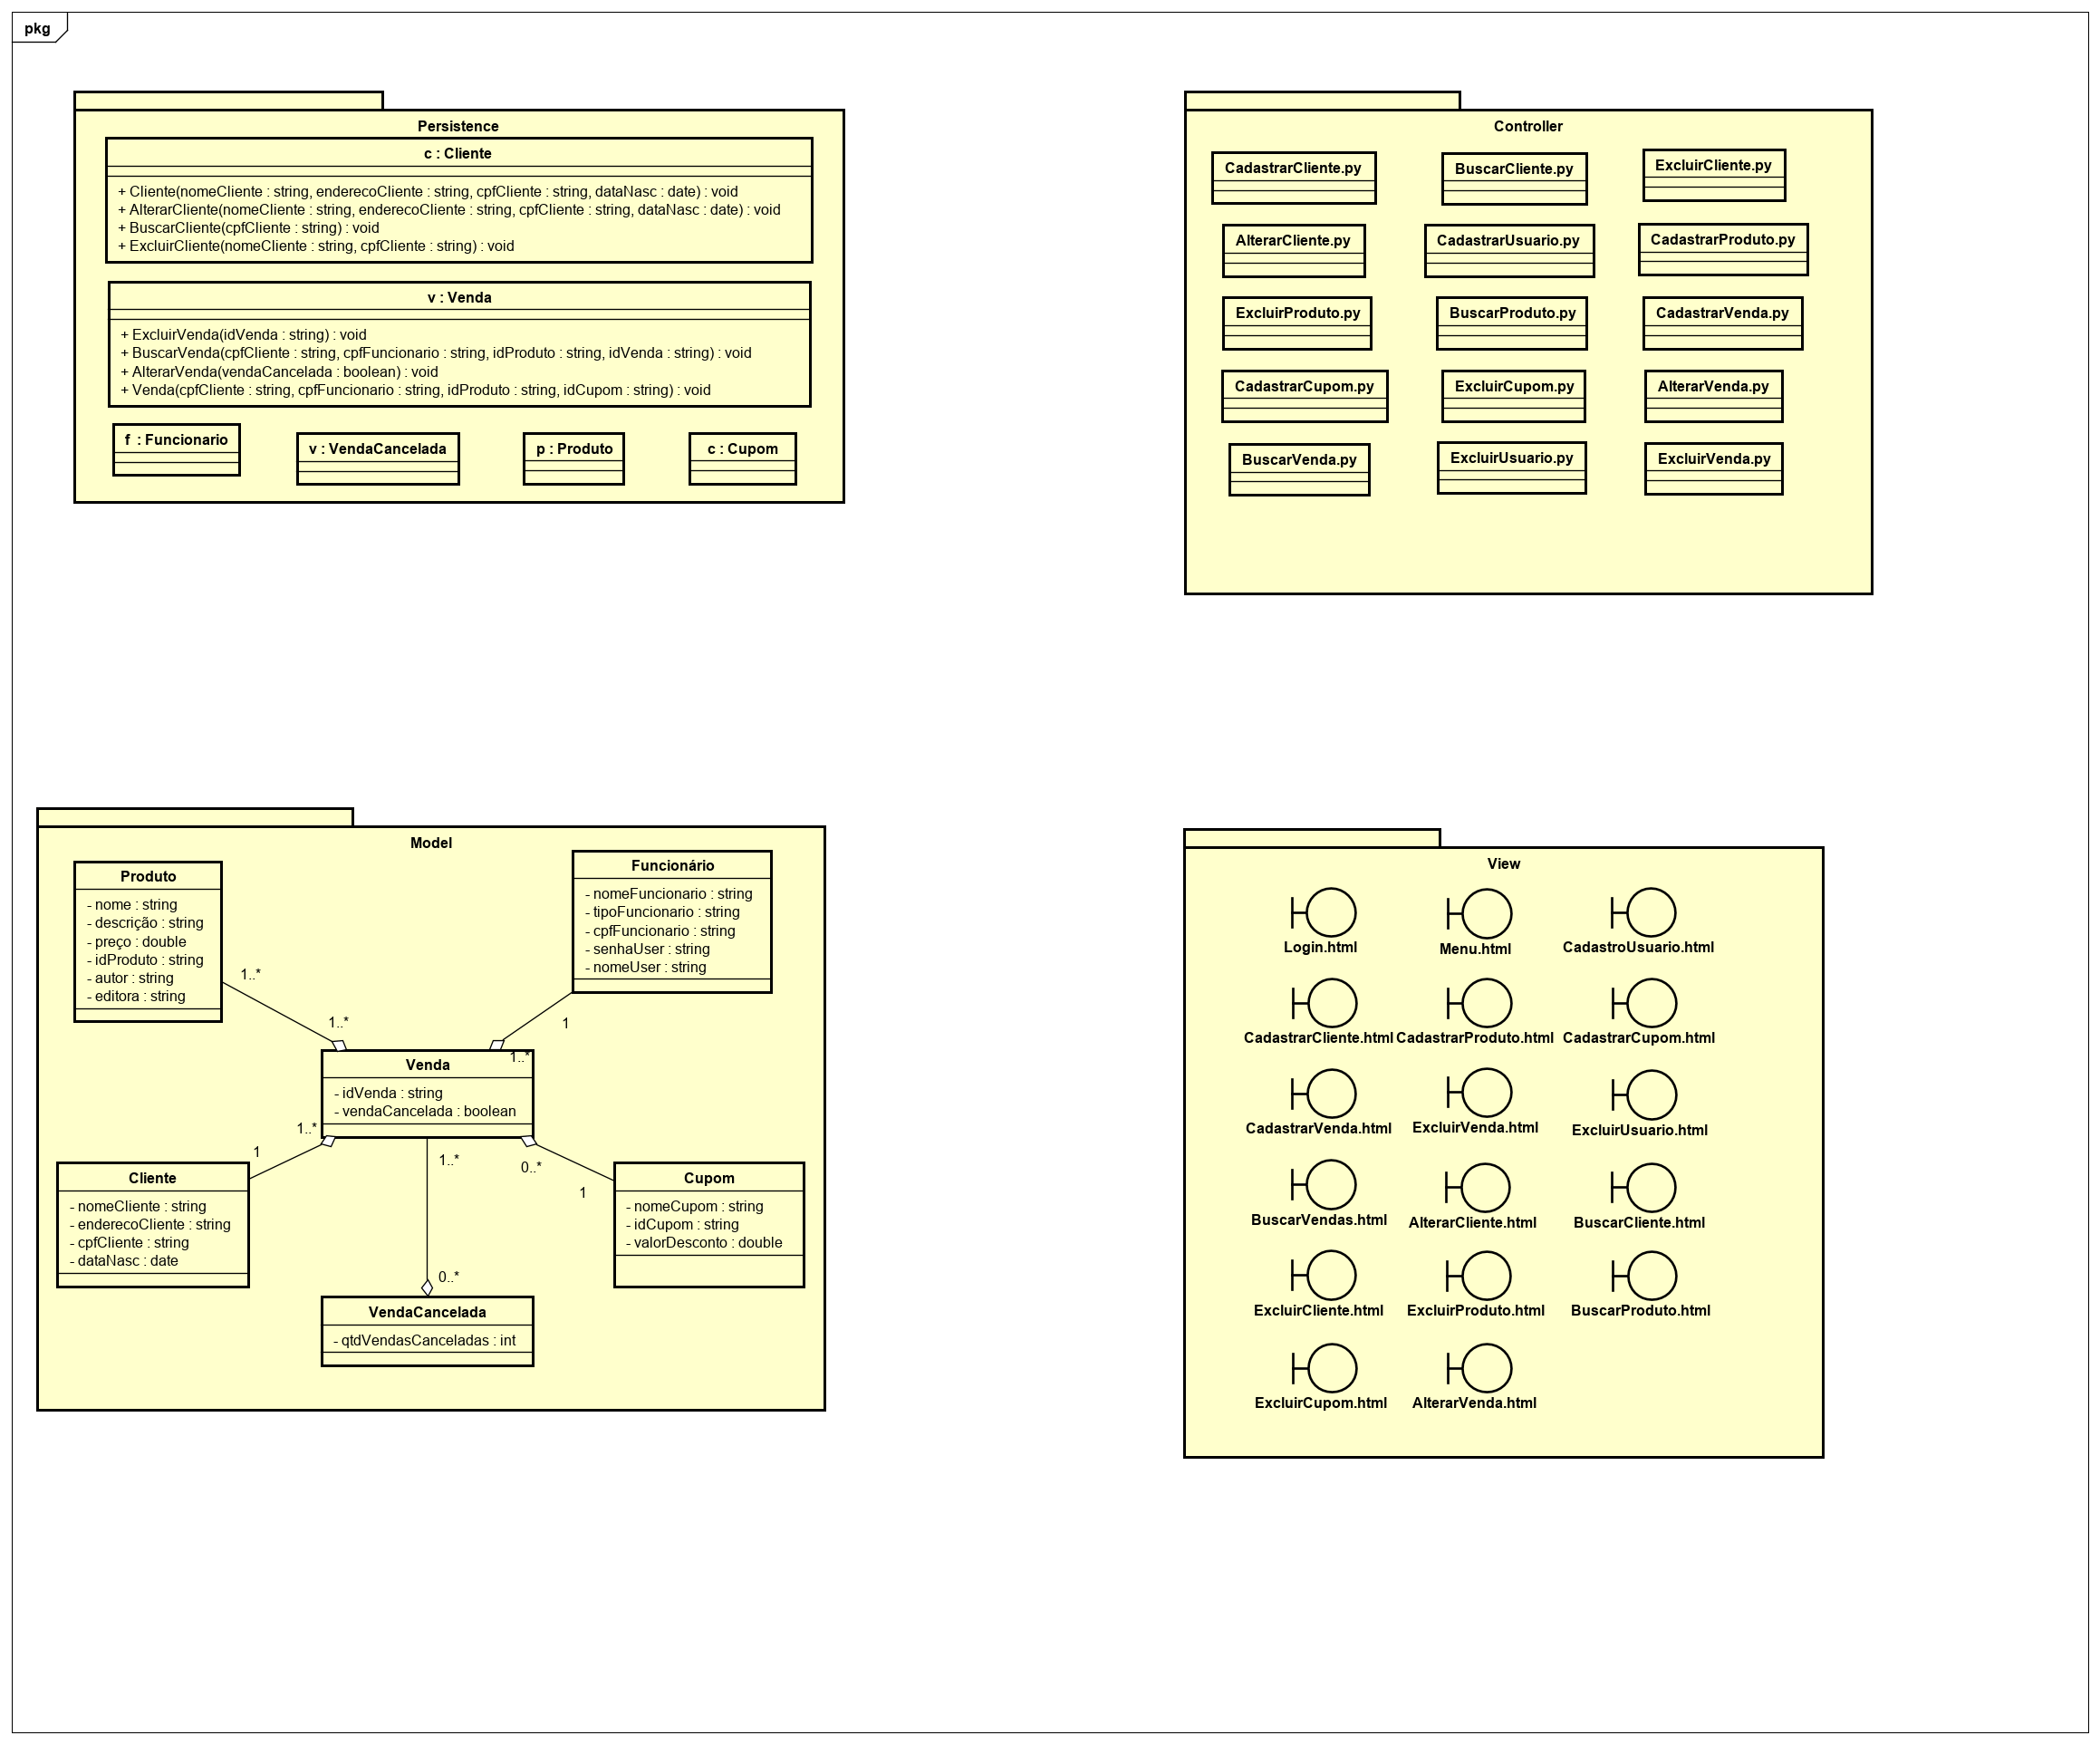 pkg
Persistence
c : Cliente
+ Cliente(nomeCliente : string, enderecoCliente : string, cpfCliente : string, dataNasc : date) : void
+ AlterarCliente(nomeCliente : string, enderecoCliente : string, cpfCliente : string, dataNasc : date) : void
+ BuscarCliente(cpfCliente : string) : void
+ ExcluirCliente(nomeCliente : string, cpfCliente : string) : void
v : Venda
+ ExcluirVenda(idVenda : string) : void
+ BuscarVenda(cpfCliente : string, cpfFuncionario : string, idProduto : string, idVenda : string) : void
+ AlterarVenda(vendaCancelada : boolean) : void
+ Venda(cpfCliente : string, cpfFuncionario : string, idProduto : string, idCupom : string) : void
f : Funcionario
v : VendaCancelada
p : Produto
c : Cupom
Controller
CadastrarCliente.py
BuscarCliente.py
ExcluirCliente.py
AlterarCliente.py
CadastrarUsuario.py
CadastrarProduto.py
ExcluirProduto.py
BuscarProduto.py
CadastrarVenda.py
CadastrarCupom.py
ExcluirCupom.py
AlterarVenda.py
BuscarVenda.py
ExcluirUsuario.py
ExcluirVenda.py
Model
Produto
- nome : string
- descrição : string
- preço : double
- idProduto : string
- autor : string
- editora : string
Funcionário
- nomeFuncionario : string
- tipoFuncionario : string
- cpfFuncionario : string
- senhaUser : string
- nomeUser : string
1..*
1..*
1
1..*
Venda
- idVenda : string
- vendaCancelada : boolean
1..*
1
1..*
0..*
1
Cliente
- nomeCliente : string
- enderecoCliente : string
- cpfCliente : string
- dataNasc : date
Cupom
- nomeCupom : string
- idCupom : string
- valorDesconto : double
0..*
VendaCancelada
- qtdVendasCanceladas : int
View
Login.html
Menu.html
CadastroUsuario.html
CadastrarCliente.html
CadastrarProduto.html
CadastrarCupom.html
CadastrarVenda.html
ExcluirVenda.html
ExcluirUsuario.html
BuscarVendas.html
AlterarCliente.html
BuscarCliente.html
ExcluirCliente.html
ExcluirProduto.html
BuscarProduto.html
ExcluirCupom.html
AlterarVenda.html